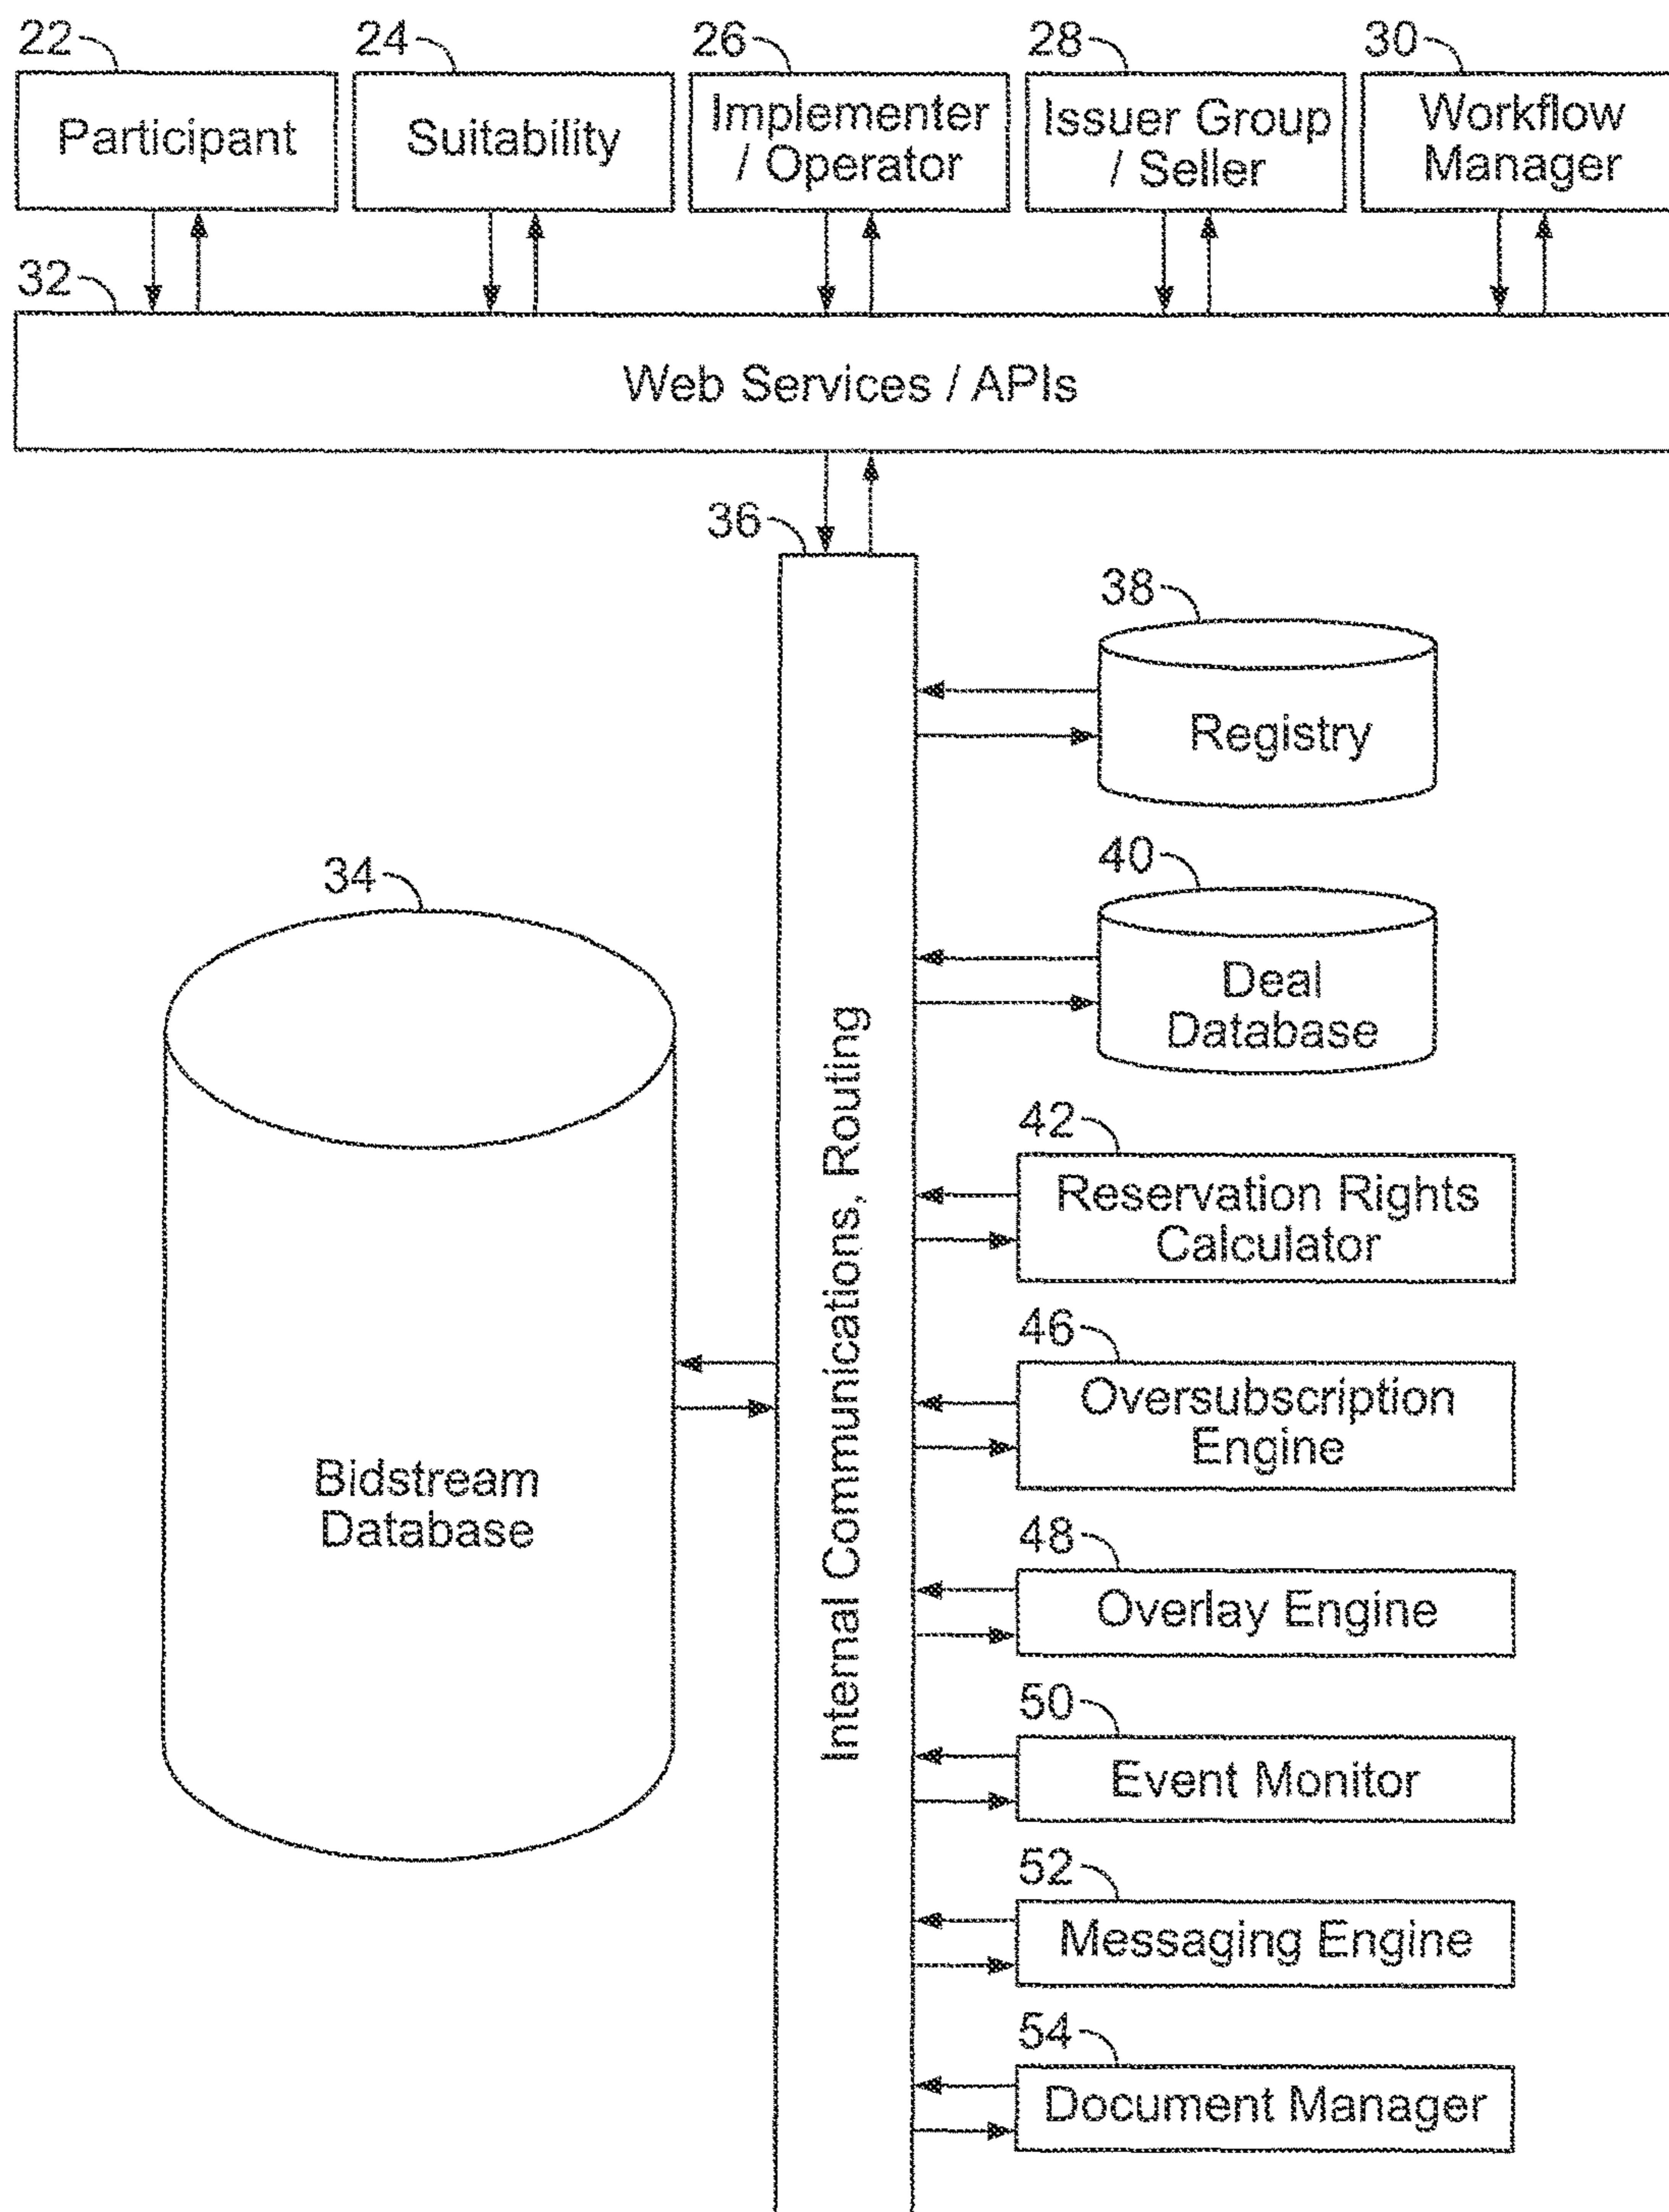 22
24
26
28
30
Participant
Suitability
Implementer
/ Operator
Issuer Group
/ Seller
Workflow
Manager
32
Web Services / APIs
36
38
Registry
40
Deal
Database
34
Bidstream
Database
Internal Communications, Routing
42
Reservation Rights
Calculator
46
Oversubscription
Engine
48
Overlay Engine
50
Event Monitor
52
Messaging Engine
54
Document Manager